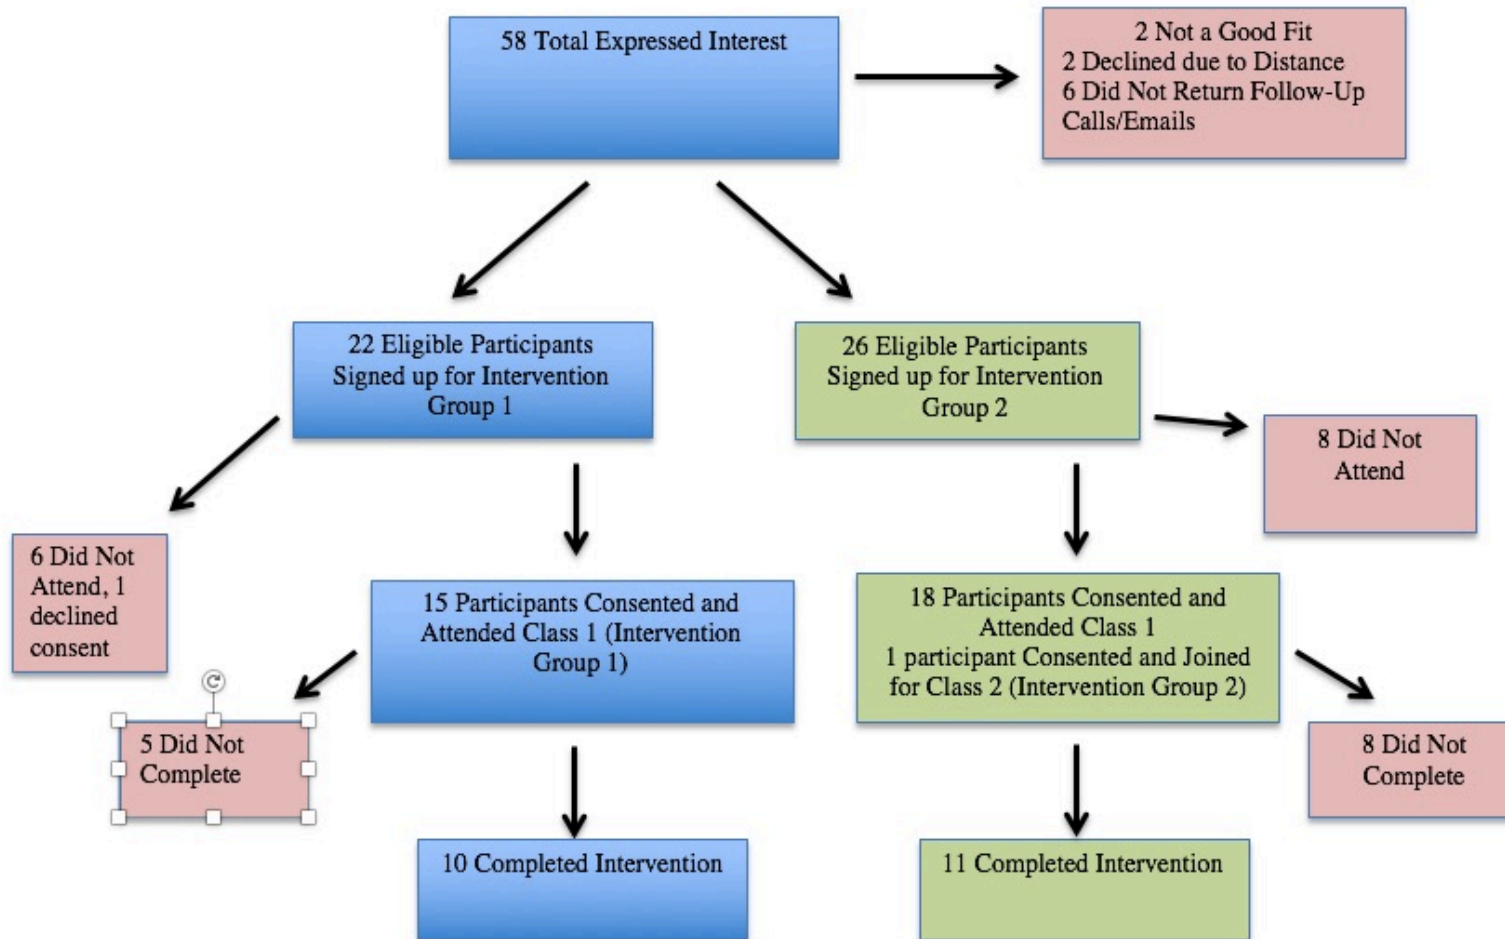 58 Total Expressed Interest
2 Not a Good Fit
2 Declined due to Distance
6 Did Not Return Follow-Up
Calls/Emails
22 Eligible Participants
Signed up for Intervention
Group 1
26 Eligible Participants
Signed up for Intervention
Group 2
8 Did Not
Attend
6 Did Not
Attend, 1
declined
consent
15 Participants Consented and
Attended Class 1 (Intervention
Group 1)
18 Participants Consented and
Attended Class 1
1 participant Consented and Joined
for Class 2 (Intervention Group 2)
5 Did Not
Complete
8 Did Not
Complete
10 Completed Intervention
11 Completed Intervention